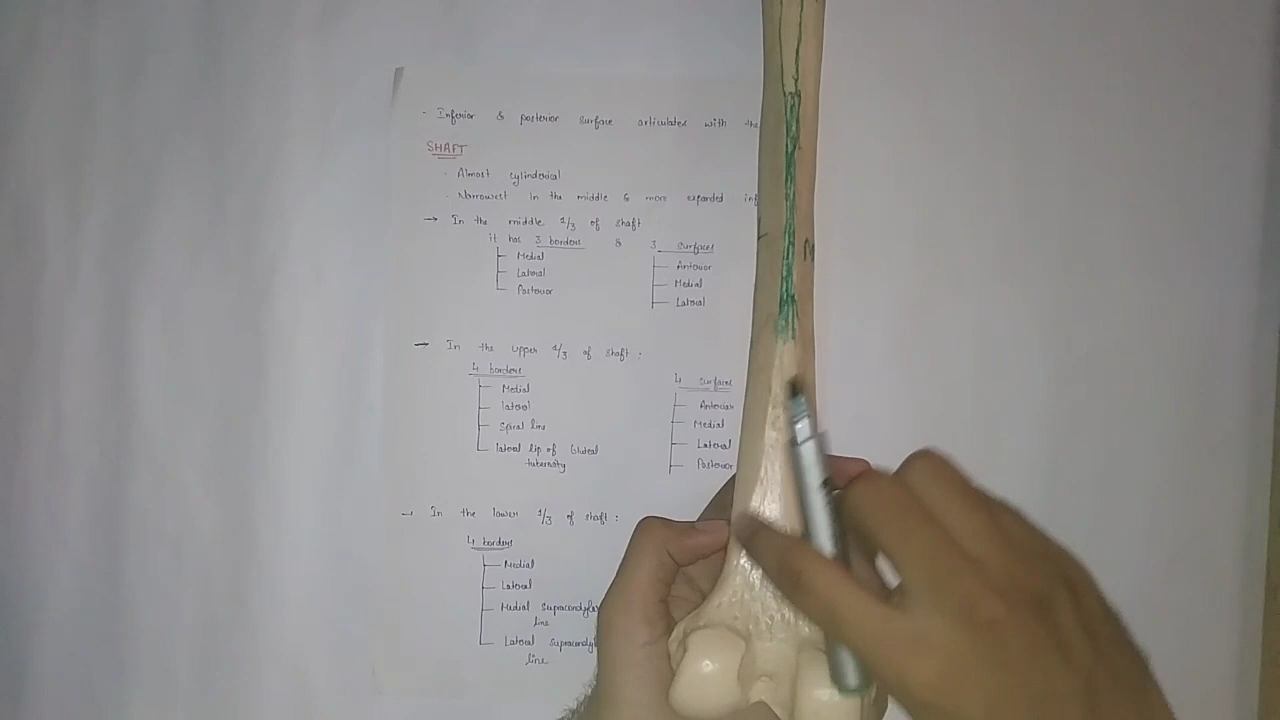 - Inferior & posterior surface articulates with the
SHAFT
- Almost cylinderical
- Narrowest in the middle & more expanded inf
→ In the middle 1/3 of shaft
it has 3 borders & 3 surfaces
Medial
Lateral
Posterior
Anterior
Medial
Lateral
→ In the upper 1/3 of shaft :
4 borders
Medial
lateral
Spiral line
lateral lip of Gluteal
tuberosity
4 surfaces
Anterior
Medial
Lateral
Posterior
→ In the lower 1/3 of shaft :
4 borders
Medial
Lateral
Medial Supracondylar
line
Lateral Supracondyl
line
L
M